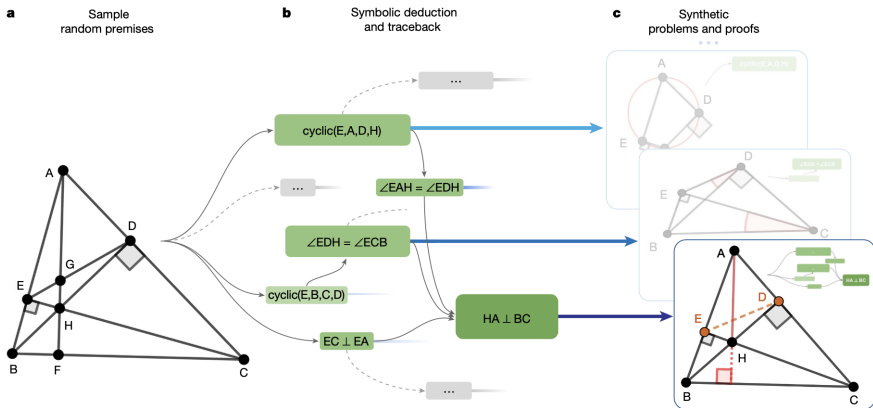 a
Sample
random premises
b
Symbolic deduction
and traceback
c
Synthetic
problems and proofs
...
A
D
G
E
H
B
F
C
...
cyclic(E,A,D,H)
...
∠EAH = ∠EDH
∠EDH = ∠ECB
cyclic(E,B,C,D)
HA ⊥ BC
EC ⊥ EA
...
A
D
E
cyclic(E,A,D,H)
D
E
B
C
A
D
E
H
B
C
HA ⊥ BC